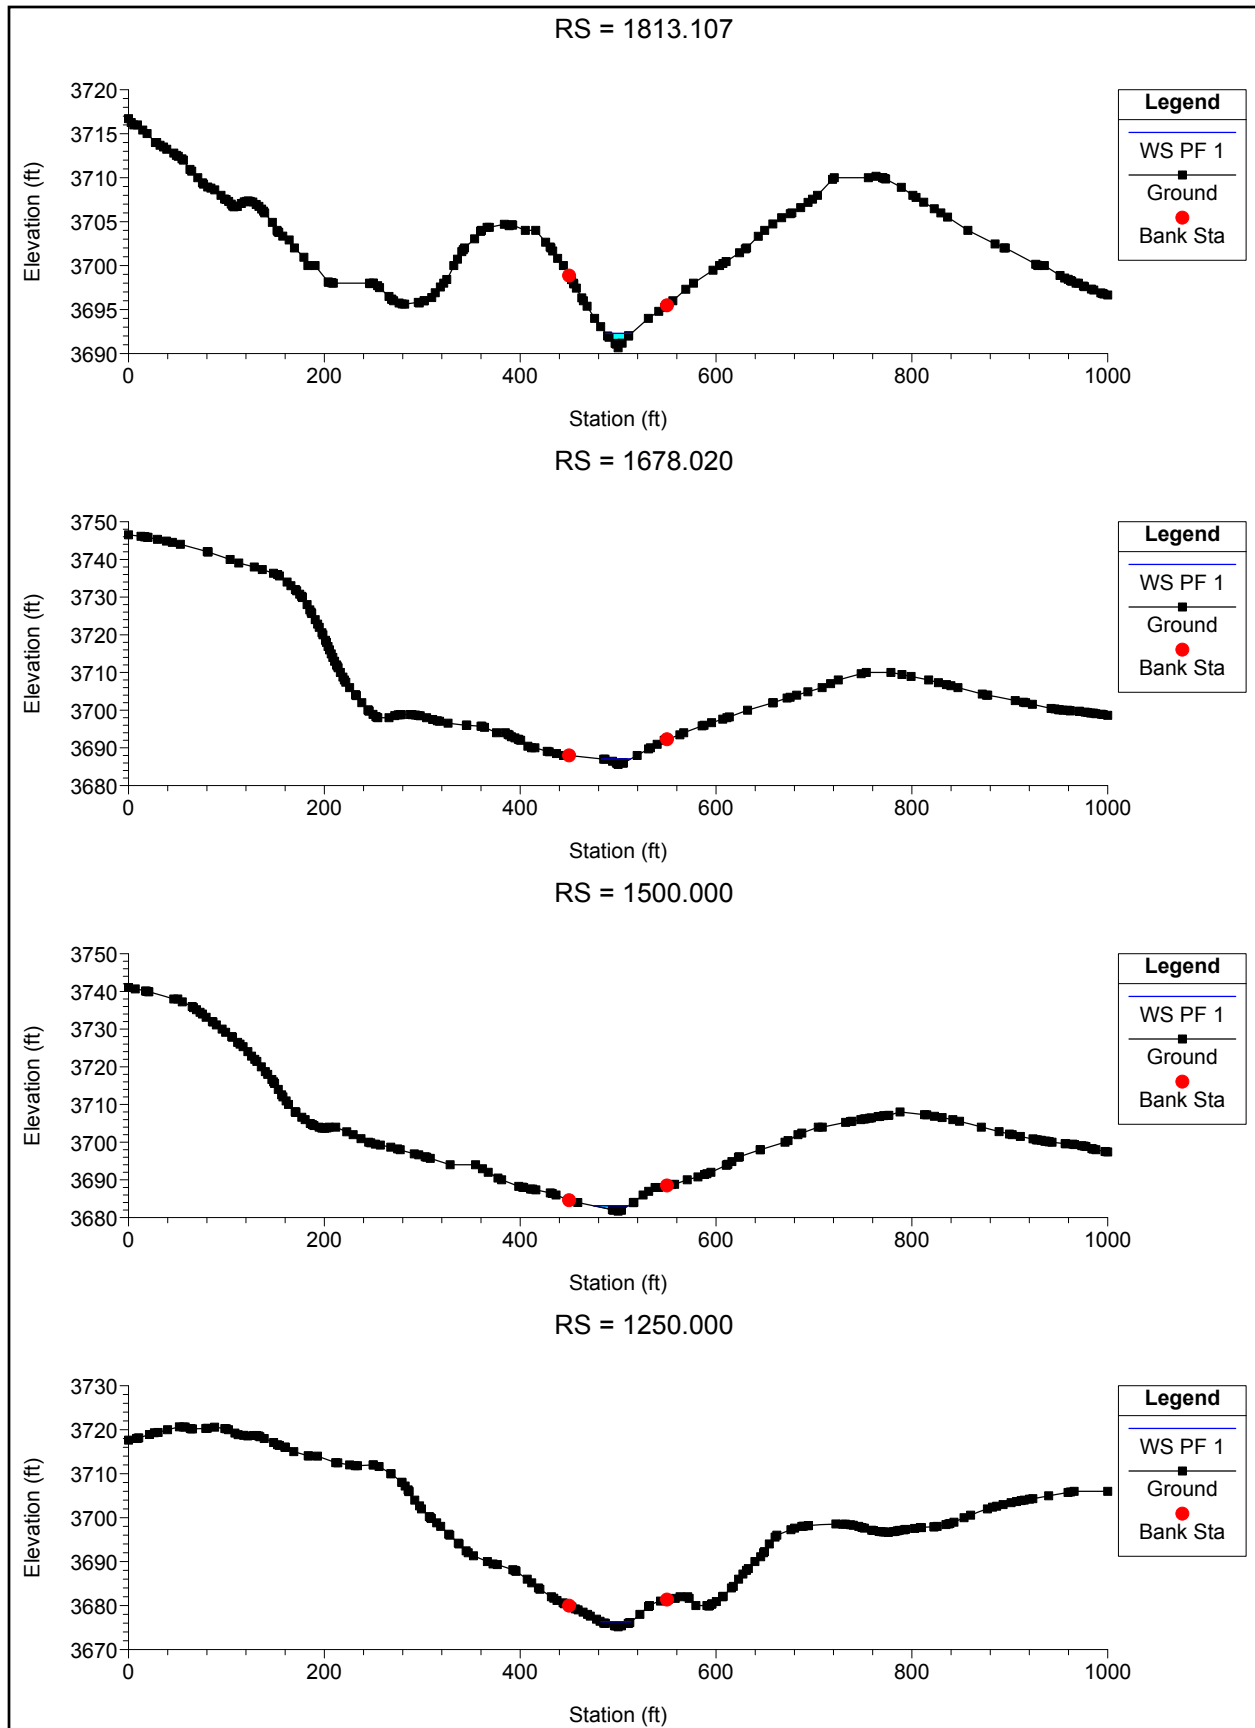 RS = 1813.107
3720
3715
3710
3705
3700
3695
3690
Elevation (ft)
0 200 400 600 800 1000
Station (ft)
Legend
WS PF 1
Ground
Bank Sta
RS = 1678.020
3750
3740
3730
3720
3710
3700
3690
3680
Elevation (ft)
0 200 400 600 800 1000
Station (ft)
Legend
WS PF 1
Ground
Bank Sta
RS = 1500.000
3750
3740
3730
3720
3710
3700
3690
3680
Elevation (ft)
0 200 400 600 800 1000
Station (ft)
Legend
WS PF 1
Ground
Bank Sta
RS = 1250.000
3730
3720
3710
3700
3690
3680
3670
Elevation (ft)
0 200 400 600 800 1000
Station (ft)
Legend
WS PF 1
Ground
Bank Sta